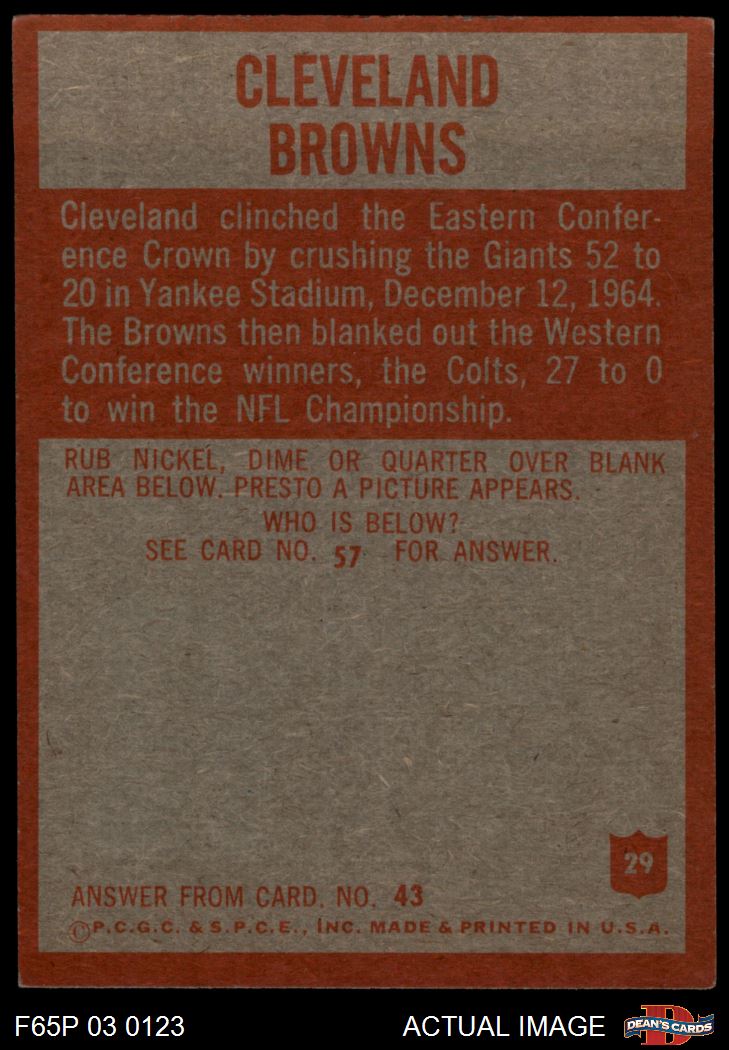 CLEVELAND
BROWNS
Cleveland clinched the Eastern Confer-
ence Crown by crushing the Giants 52 to
20 in Yankee Stadium, December 12, 1964.
The Browns then blanked out the Western
Conference winners, the Colts, 27 to 0
to win the NFL Championship.
RUB NICKEL, DIME OR QUARTER OVER BLANK
AREA BELOW. PRESTO A PICTURE APPEARS.
WHO IS BELOW?
SEE CARD NO. 57 FOR ANSWER.
29
ANSWER FROM CARD. NO. 43
©P.C.G.C. & S.P.C.E., INC. MADE & PRINTED IN U.S.A.
F65P 03 0123
ACTUAL IMAGE
D
DEAN'S CARDS